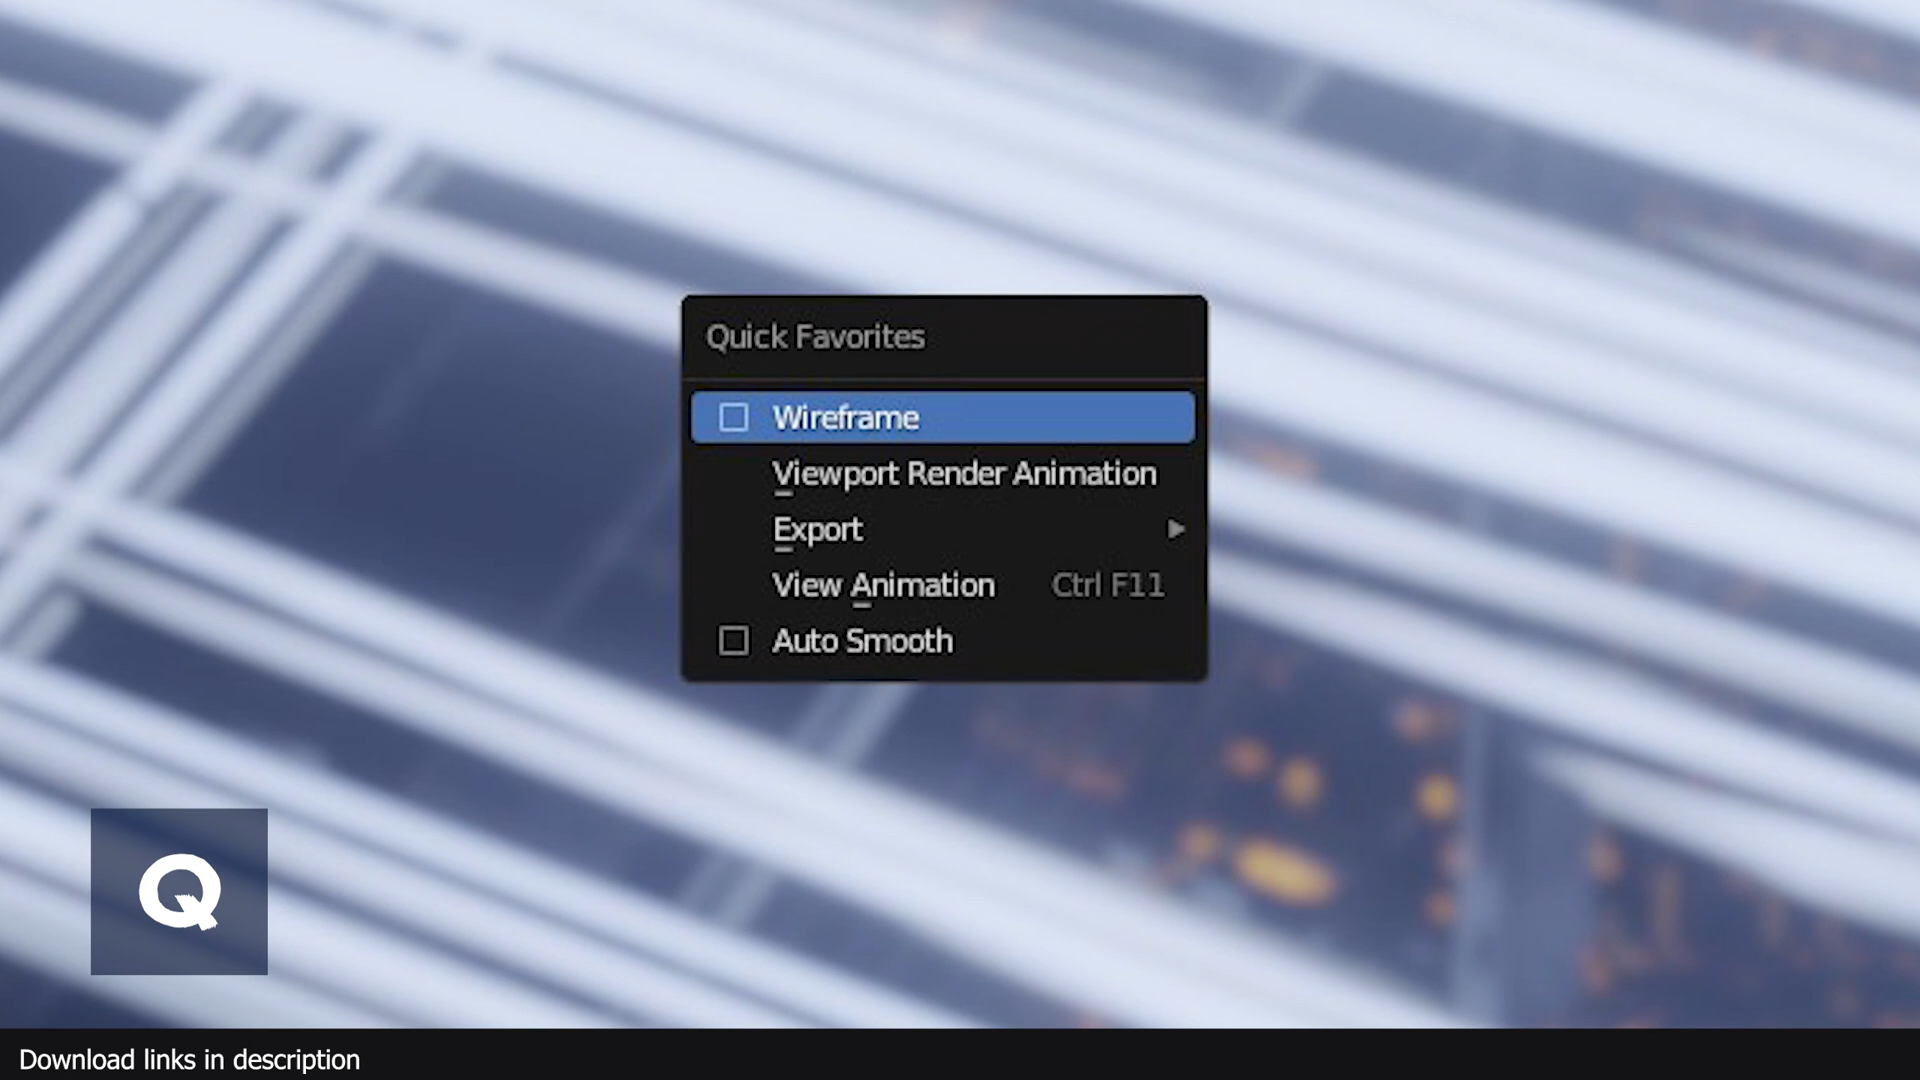 Quick Favorites
Wireframe
Viewport Render Animation
Export
View Animation Ctrl F11
Auto Smooth
Q
Download links in description